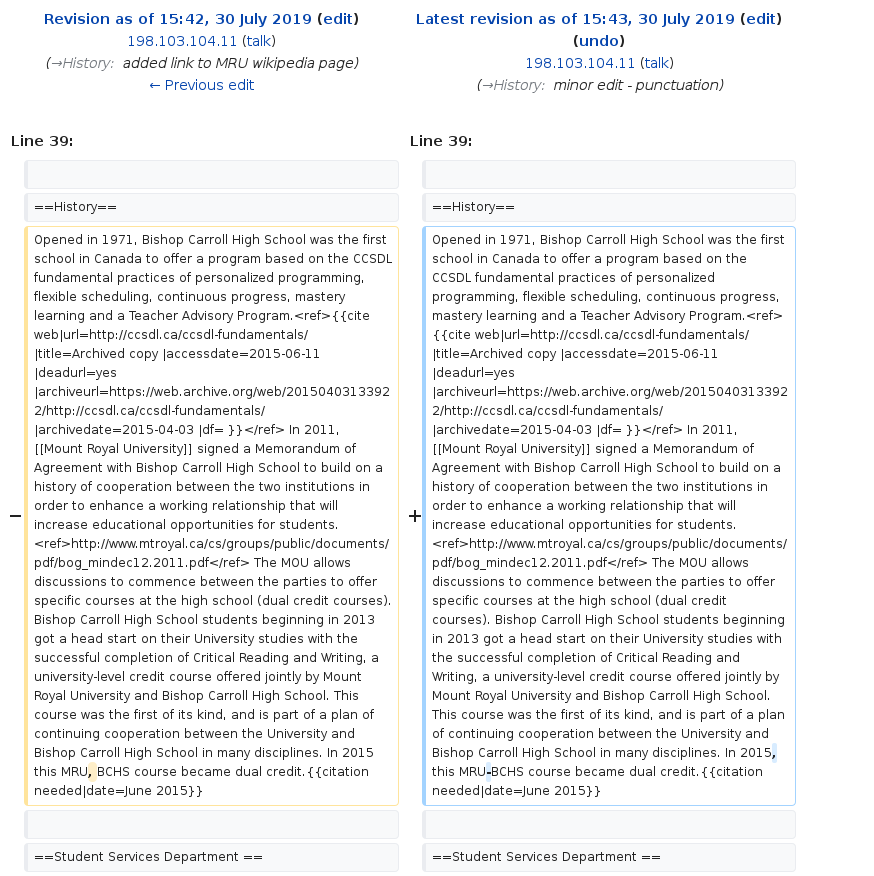 Revision as of 15:42, 30 July 2019 (edit)
198.103.104.11 (talk)
(→History: added link to MRU wikipedia page)
← Previous edit
Latest revision as of 15:43, 30 July 2019 (edit)
(undo)
198.103.104.11 (talk)
(→History: minor edit - punctuation)
Line 39:
==History==
− Opened in 1971, Bishop Carroll High School was the first
school in Canada to offer a program based on the CCSDL
fundamental practices of personalized programming,
flexible scheduling, continuous progress, mastery
learning and a Teacher Advisory Program.<ref>{{cite
web|url=http://ccsdl.ca/ccsdl-fundamentals/
|title=Archived copy |accessdate=2015-06-11
|deadurl=yes
|archiveurl=https://web.archive.org/web/2015040313392
2/http://ccsdl.ca/ccsdl-fundamentals/
|archivedate=2015-04-03 |df= }}</ref> In 2011,
[[Mount Royal University]] signed a Memorandum of
Agreement with Bishop Carroll High School to build on a
history of cooperation between the two institutions in
order to enhance a working relationship that will
increase educational opportunities for students.
<ref>http://www.mtroyal.ca/cs/groups/public/documents/
pdf/bog_mindec12.2011.pdf</ref> The MOU allows
discussions to commence between the parties to offer
specific courses at the high school (dual credit courses).
Bishop Carroll High School students beginning in 2013
got a head start on their University studies with the
successful completion of Critical Reading and Writing, a
university-level credit course offered jointly by Mount
Royal University and Bishop Carroll High School. This
course was the first of its kind, and is part of a plan of
continuing cooperation between the University and
Bishop Carroll High School in many disciplines. In 2015
this MRU, BCHS course became dual credit.{{citation
needed|date=June 2015}}
==Student Services Department ==
Line 39:
==History==
+ Opened in 1971, Bishop Carroll High School was the first
school in Canada to offer a program based on the
CCSDL fundamental practices of personalized
programming, flexible scheduling, continuous progress,
mastery learning and a Teacher Advisory Program.<ref>
{{cite
web|url=http://ccsdl.ca/ccsdl-fundamentals/
|title=Archived copy |accessdate=2015-06-11
|deadurl=yes
|archiveurl=https://web.archive.org/web/2015040313392
2/http://ccsdl.ca/ccsdl-fundamentals/
|archivedate=2015-04-03 |df= }}</ref> In 2011,
[[Mount Royal University]] signed a Memorandum of
Agreement with Bishop Carroll High School to build on a
history of cooperation between the two institutions in
order to enhance a working relationship that will
increase educational opportunities for students.
<ref>http://www.mtroyal.ca/cs/groups/public/documents/
pdf/bog_mindec12.2011.pdf</ref> The MOU allows
discussions to commence between the parties to offer
specific courses at the high school (dual credit
courses). Bishop Carroll High School students beginning
in 2013 got a head start on their University studies with
the successful completion of Critical Reading and
Writing, a university-level credit course offered jointly by
Mount Royal University and Bishop Carroll High School.
This course was the first of its kind, and is part of a plan
of continuing cooperation between the University and
Bishop Carroll High School in many disciplines. In 2015,
this MRU-BCHS course became dual credit.{{citation
needed|date=June 2015}}
==Student Services Department ==